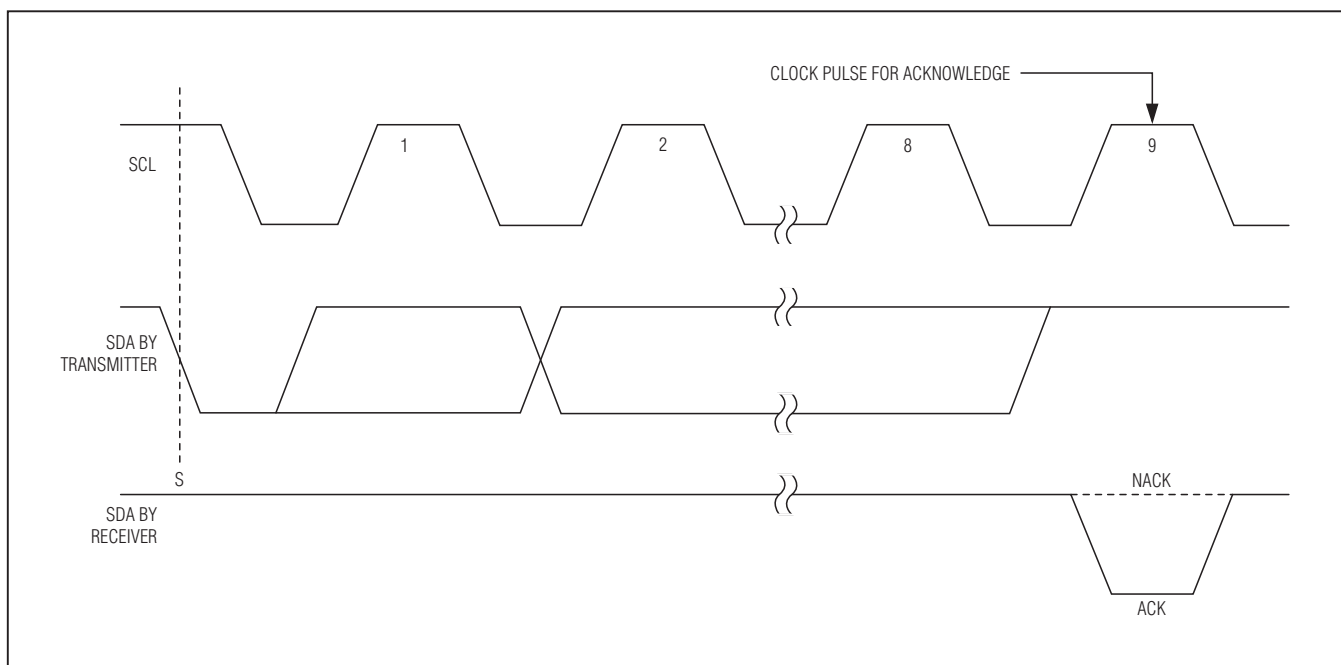 CLOCK PULSE FOR ACKNOWLEDGE
SCL
1
2
8
9
SDA BY
TRANSMITTER
S
SDA BY
RECEIVER
NACK
ACK